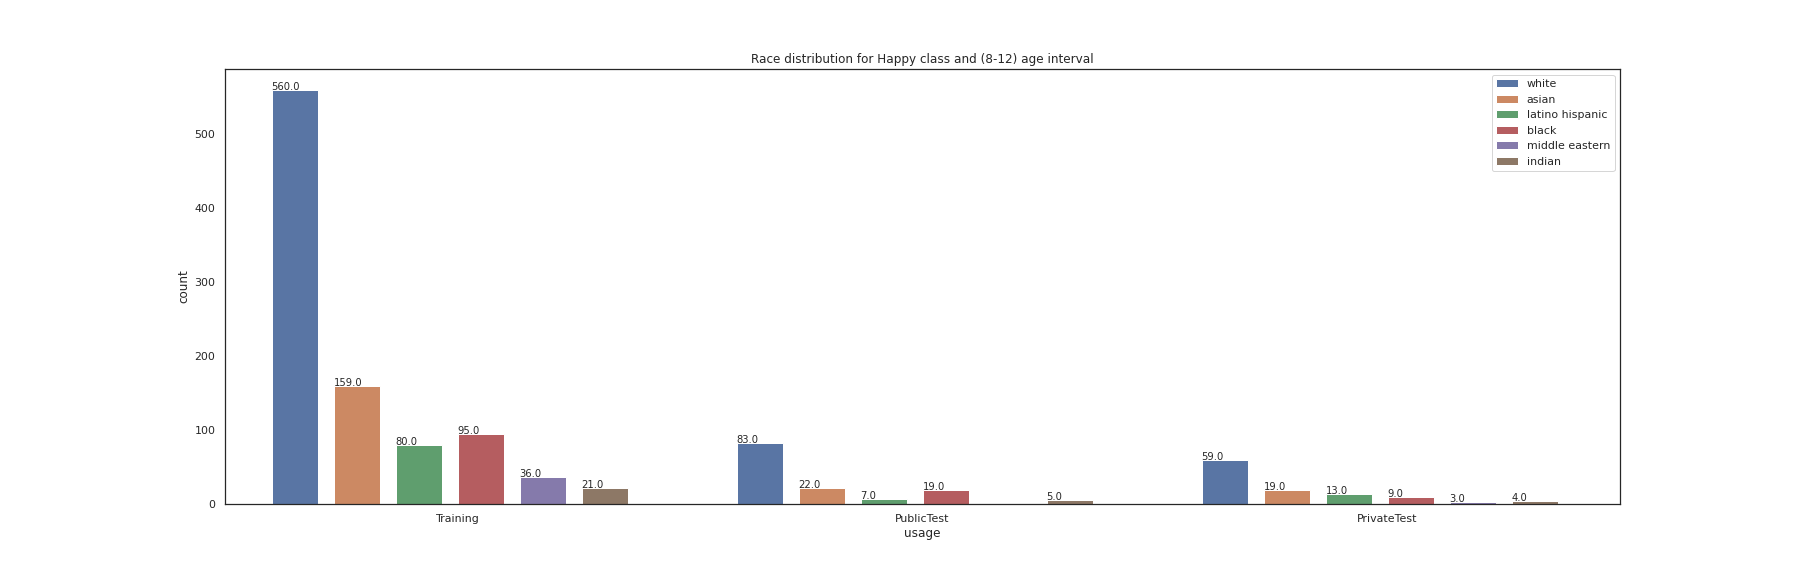 Race distribution for Happy class and (8-12) age interval
white
asian
latino hispanic
black
middle eastern
indian
count
500
400
300
200
100
0
560.0
159.0
80.0
95.0
36.0
21.0
83.0
22.0
7.0
19.0
5.0
59.0
19.0
13.0
9.0
3.0
4.0
Training
PublicTest
PrivateTest
usage